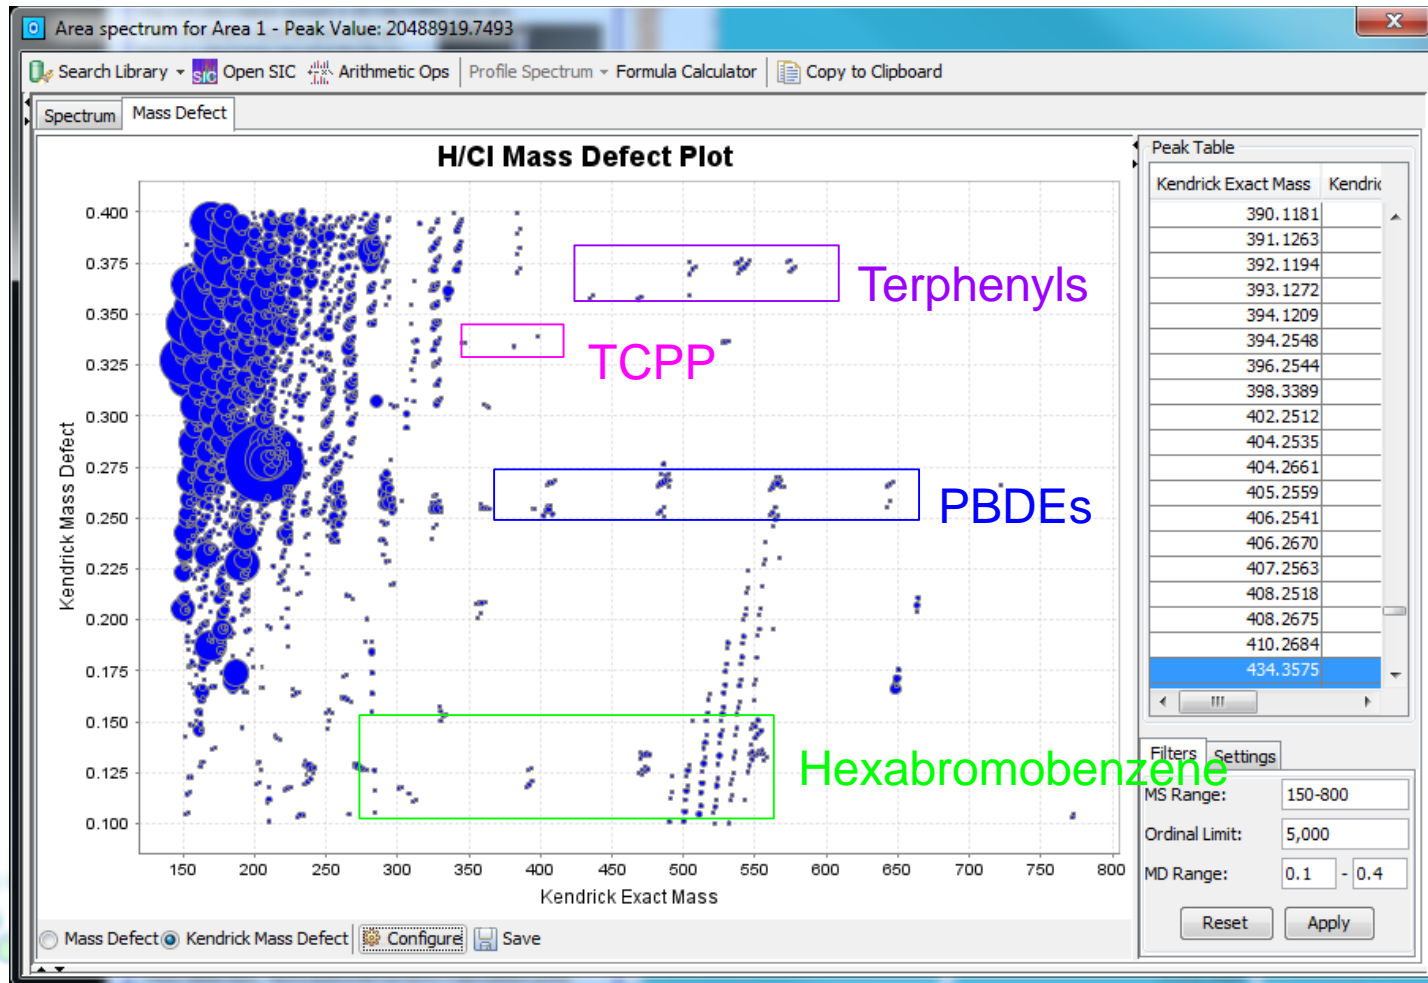 Area spectrum for Area 1 - Peak Value: 20488919.7493
Search Library SIC Open SIC Arithmetic Ops Profile Spectrum Formula Calculator Copy to Clipboard
Spectrum Mass Defect
H/Cl Mass Defect Plot
0.400
0.375
0.350
0.325
0.300
0.275
0.250
0.225
0.200
0.175
0.150
0.125
0.100
Kendrick Mass Defect
150 200 250 300 350 400 450 500 550 600 650 700 750 800
Kendrick Exact Mass
Terphenyls
TCPP
PBDEs
Hexabromobenzene
Mass Defect Kendrick Mass Defect Configure Save
Peak Table
Kendrick Exact Mass Kendric
390.1181
391.1263
392.1194
393.1272
394.1209
394.2548
396.2544
398.3389
402.2512
404.2535
404.2661
405.2559
406.2541
406.2670
407.2563
408.2518
408.2675
410.2684
434.3575
Filters Settings
MS Range: 150-800
Ordinal Limit: 5,000
MD Range: 0.1 - 0.4
Reset Apply